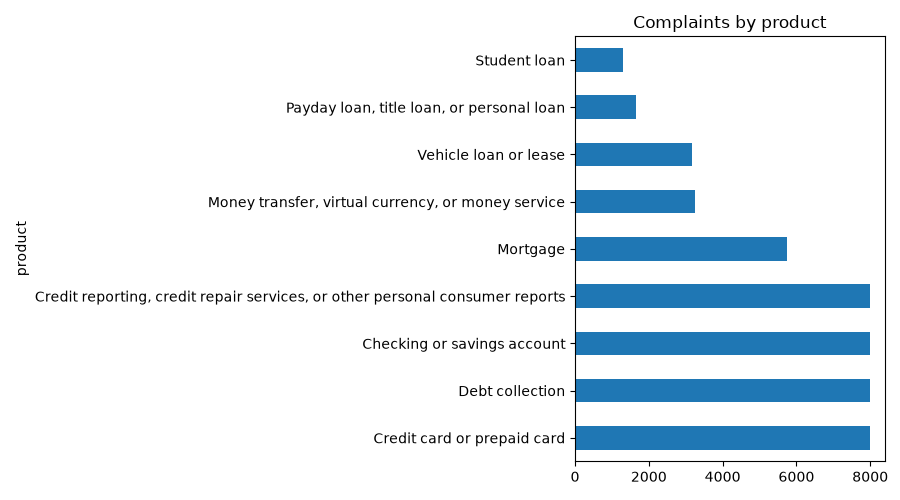 Complaints by product
Student loan
Payday loan, title loan, or personal loan
Vehicle loan or lease
Money transfer, virtual currency, or money service
Mortgage
Credit reporting, credit repair services, or other personal consumer reports
Checking or savings account
Debt collection
Credit card or prepaid card
product
0 2000 4000 6000 8000